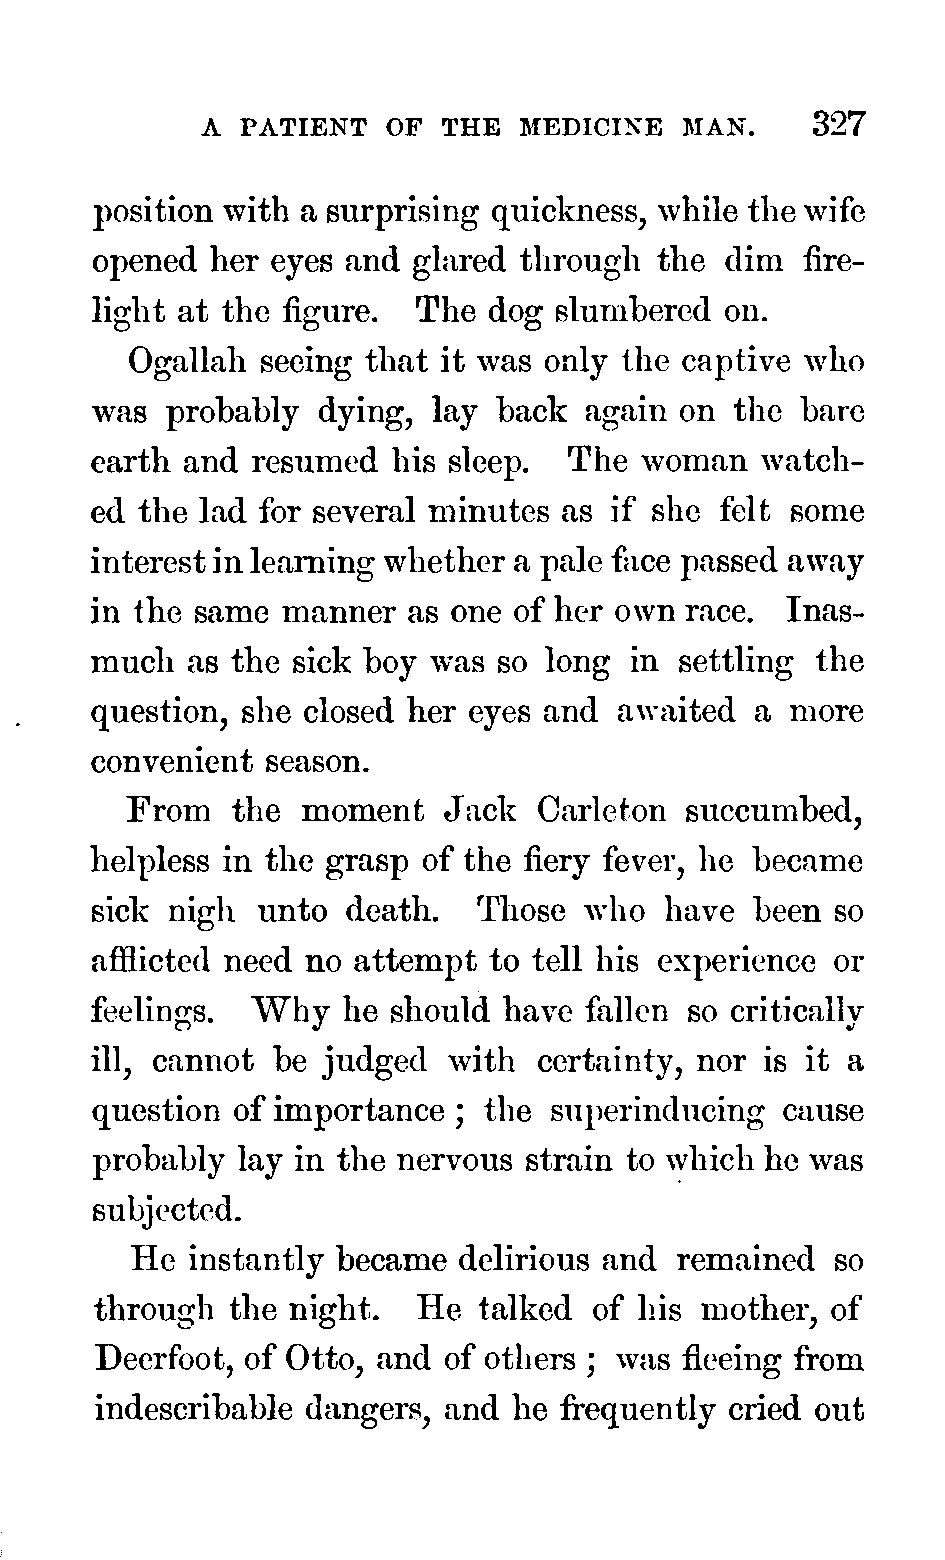 A PATIENT OF THE MEDICINE MAN. 327
position with a surprising quickness, while the wife
opened her eyes and glared through the dim fire-
light at the figure. The dog slumbered on.
Ogallah seeing that it was only the captive who
was probably dying, lay back again on the bare
earth and resumed his sleep. The woman watch-
ed the lad for several minutes as if she felt some
interest in learning whether a pale face passed away
in the same manner as one of her own race. Inas-
much as the sick boy was so long in settling the
question, she closed her eyes and awaited a more
convenient season.
From the moment Jack Carleton succumbed,
helpless in the grasp of the fiery fever, he became
sick nigh unto death. Those who have been so
afflicted need no attempt to tell his experience or
feelings. Why he should have fallen so critically
ill, cannot be judged with certainty, nor is it a
question of importance ; the superinducing cause
probably lay in the nervous strain to which he was
subjected.
He instantly became delirious and remained so
through the night. He talked of his mother, of
Deerfoot, of Otto, and of others ; was fleeing from
indescribable dangers, and he frequently cried out